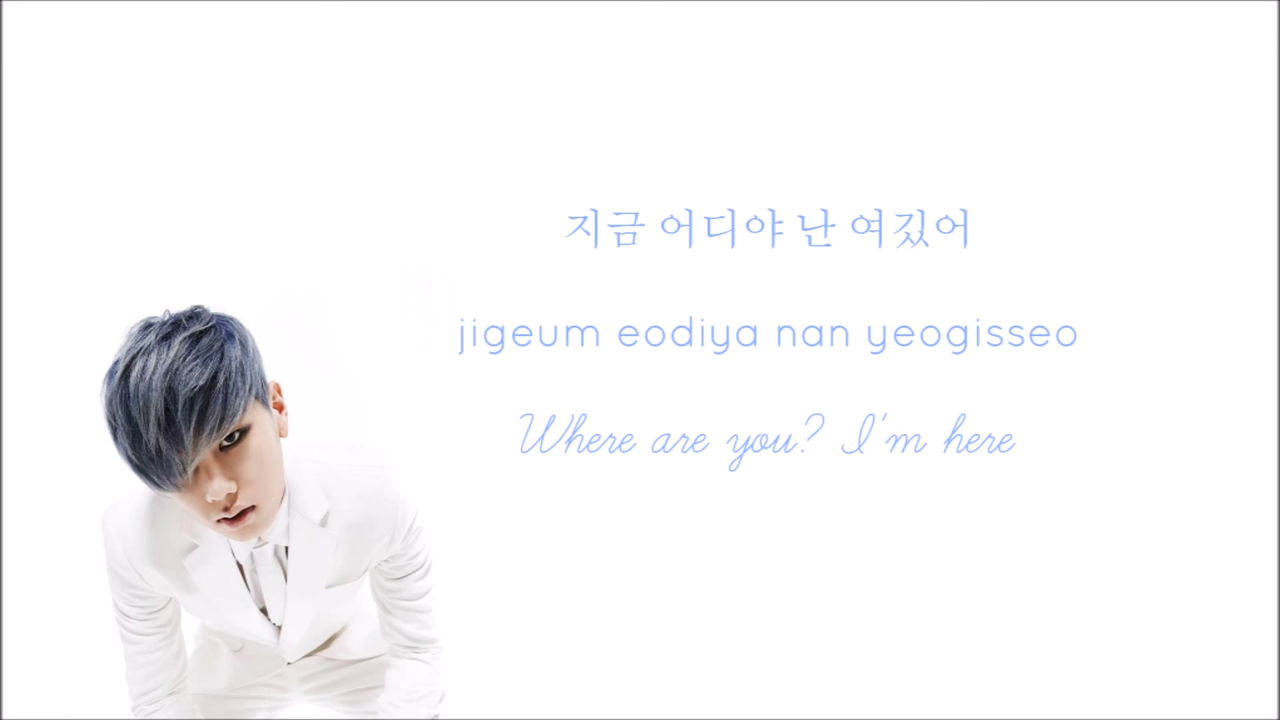 지금 어디야 난 여깄어
jigeum eodiya nan yeogisseo
Where are you? I'm here